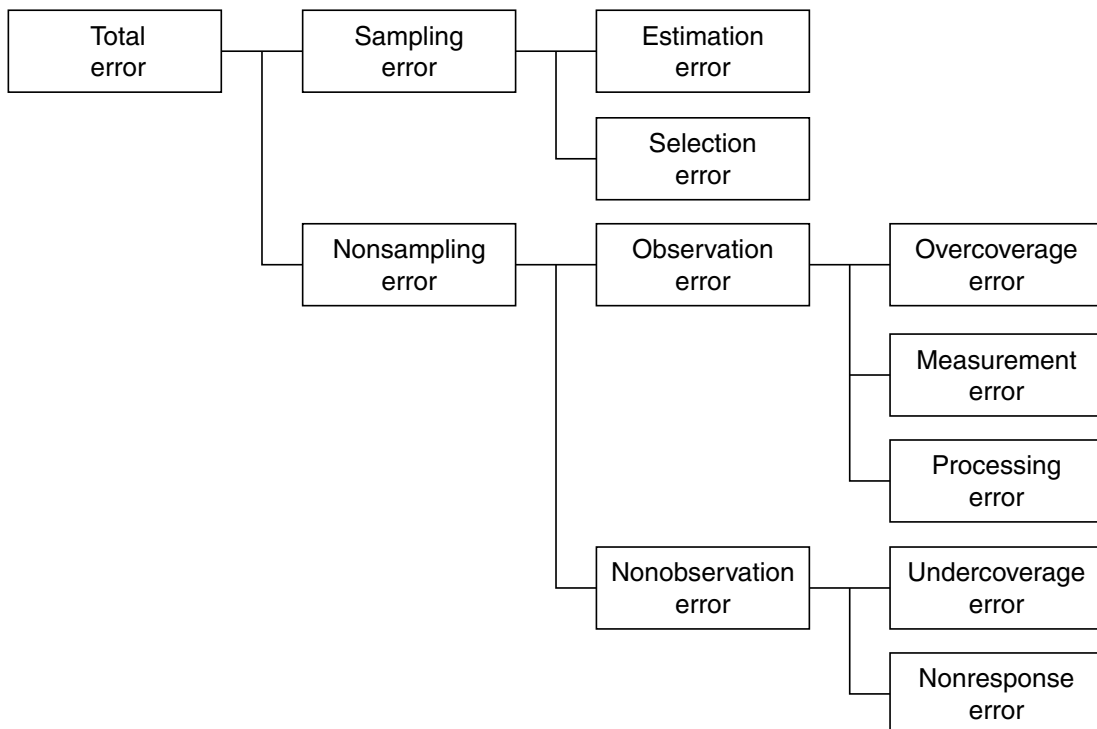 Total
error
Sampling
error
Estimation
error
Selection
error
Nonsampling
error
Observation
error
Overcoverage
error
Measurement
error
Processing
error
Nonobservation
error
Undercoverage
error
Nonresponse
error